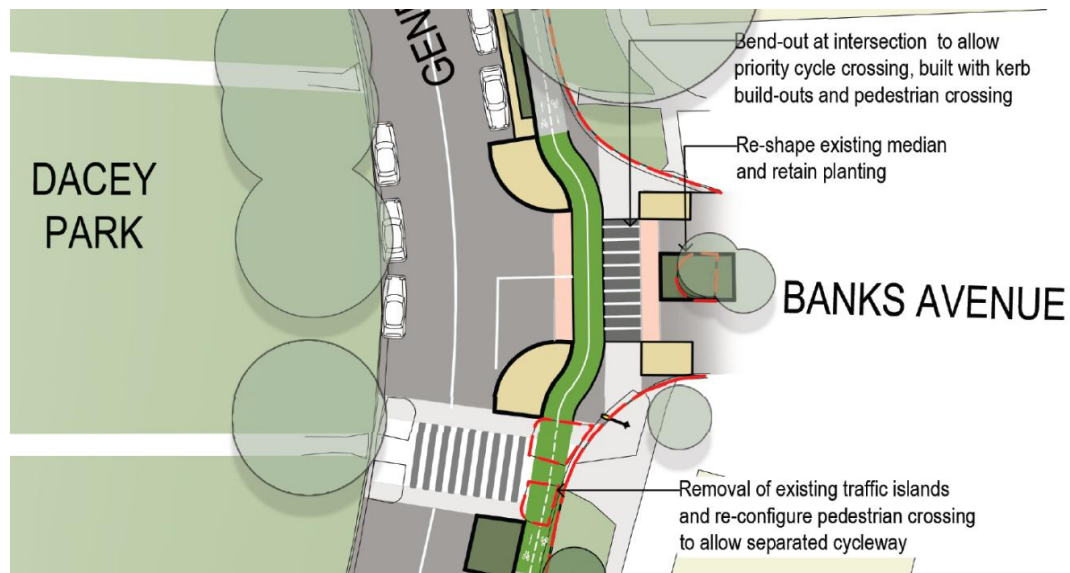 GEN
Bend-out at intersection to allow
priority cycle crossing, built with kerb
build-outs and pedestrian crossing
Re-shape existing median
and retain planting
DACEY
PARK
BANKS AVENUE
Removal of existing traffic islands
and re-configure pedestrian crossing
to allow separated cycleway